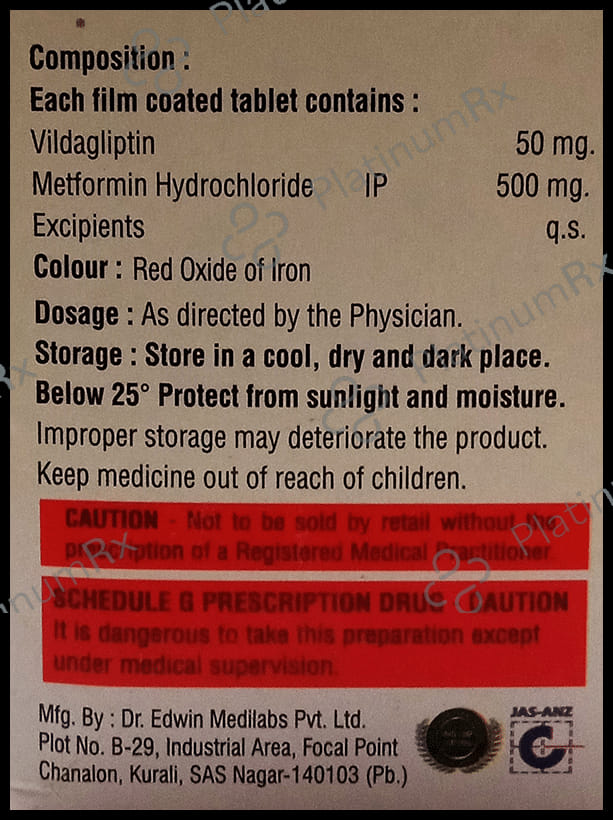 Composition :
Each film coated tablet contains :
Vildagliptin 50 mg.
Metformin Hydrochloride IP 500 mg.
Excipients q.s.
Colour : Red Oxide of Iron
Dosage : As directed by the Physician.
Storage : Store in a cool, dry and dark place.
Below 25° Protect from sunlight and moisture.
Improper storage may deteriorate the product.
Keep medicine out of reach of children.
CAUTION - Not to be sold by retail without the
prescription of a Registered Medical Practitioner
SCHEDULE G PRESCRIPTION DRUG - CAUTION
It is dangerous to take this preparation except
under medical supervision.
Mfg. By : Dr. Edwin Medilabs Pvt. Ltd.
Plot No. B-29, Industrial Area, Focal Point
Chanalon, Kurali, SAS Nagar-140103 (Pb.)
JAS-ANZ
PlatinumRx
PlatinumRx
PlatinumRx